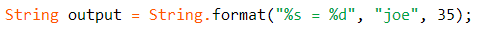 String output = String.format("%s = %d", "joe", 35);